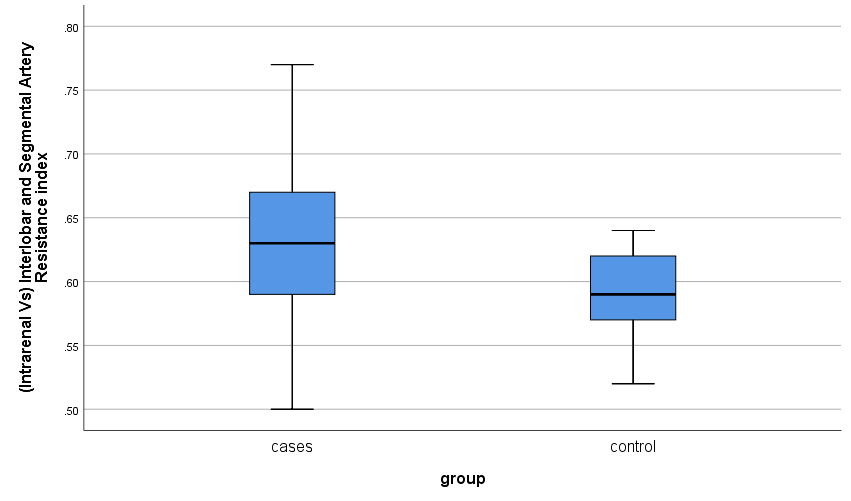 (Intrarenal Vs) Interlobar and Segmental Artery
Resistance index
.80
.75
.70
.65
.60
.55
.50
cases
control
group